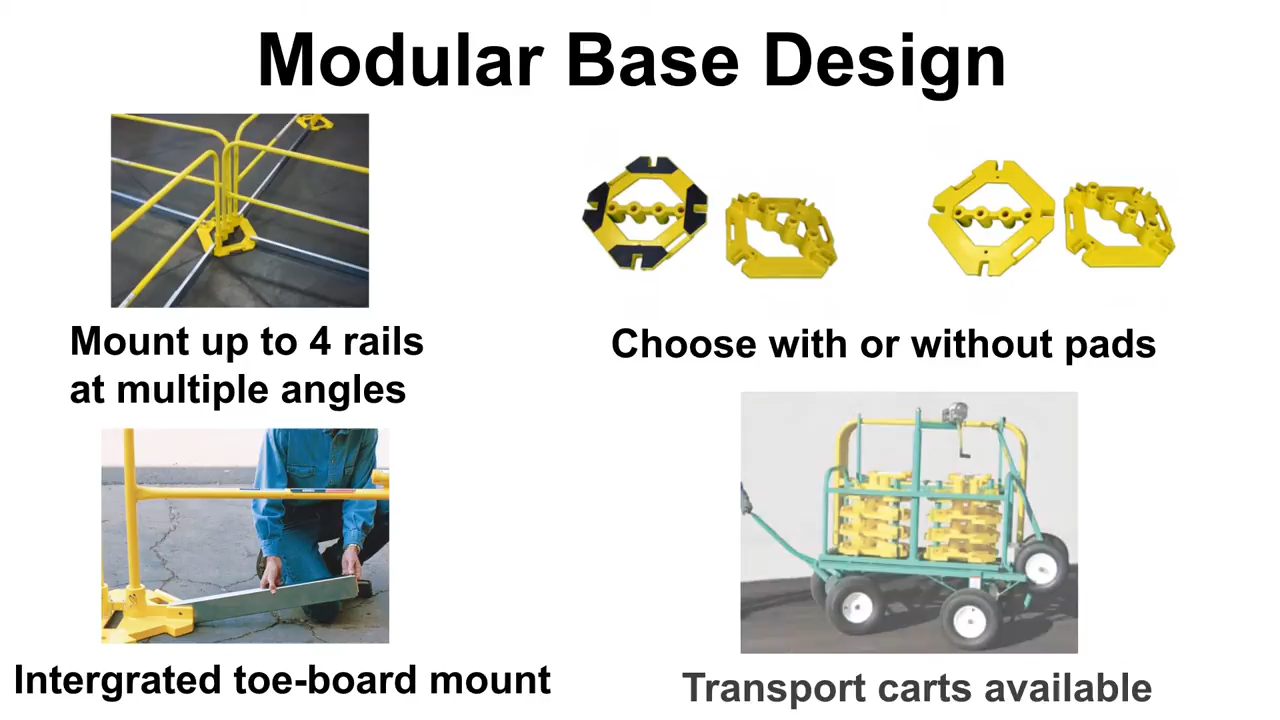 Modular Base Design
Mount up to 4 rails
at multiple angles
Choose with or without pads
Intergrated toe-board mount
Transport carts available